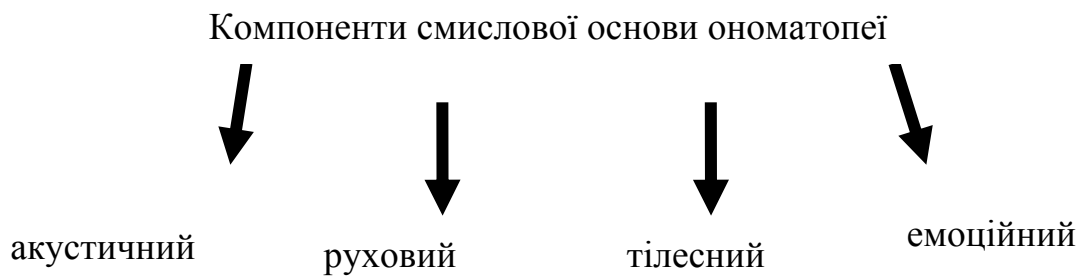 Компоненти смислової основи ономатопеї
акустичний руховий тілесний емоційний